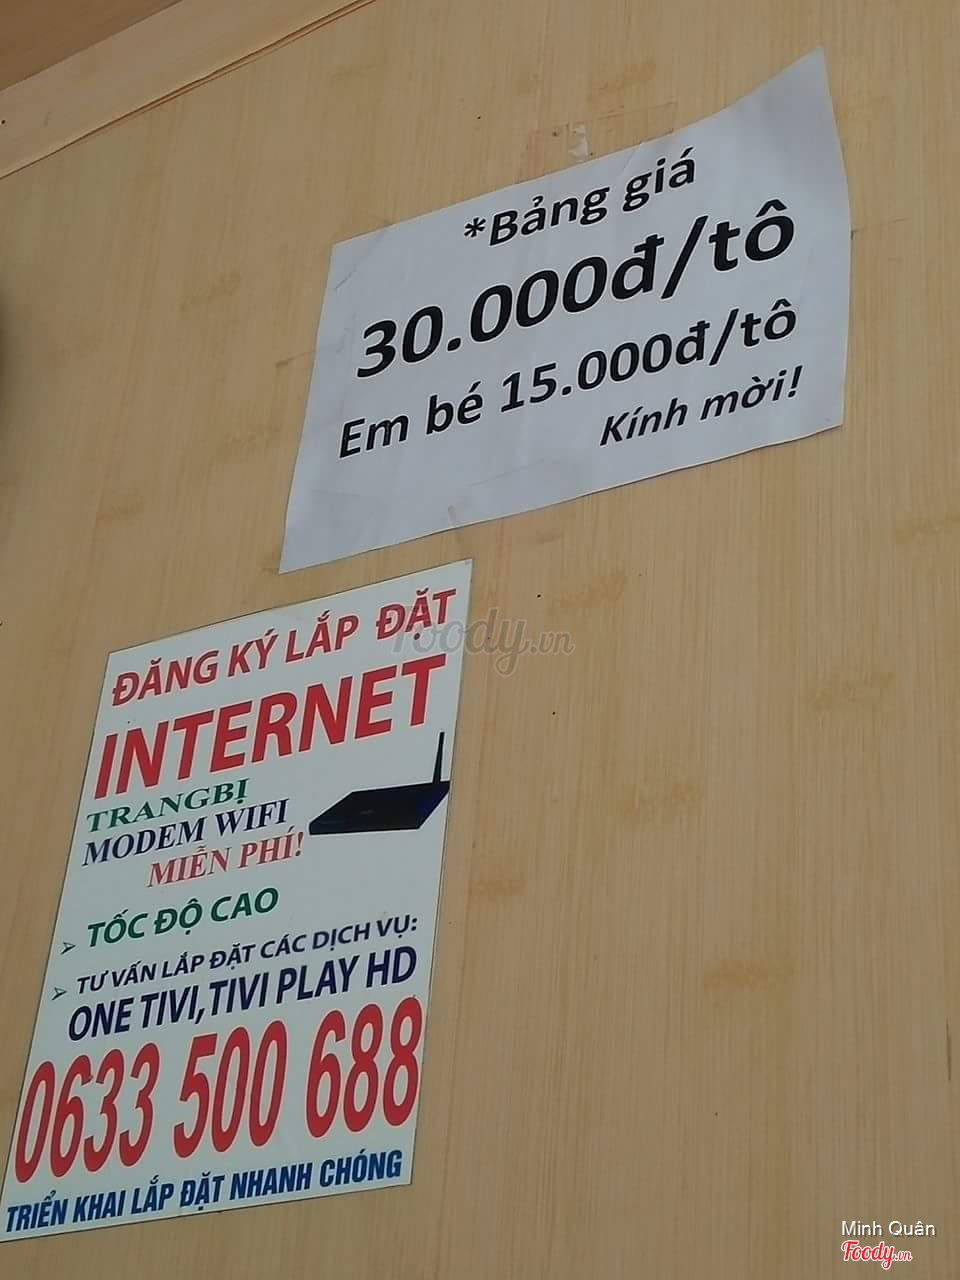 *Bảng giá
30.000đ/tô
Em bé 15.000đ/tô
Kính mời!
ĐĂNG KÝ LẮP ĐẶT
INTERNET
TRANGBỊ
MODEM WIFI
MIỄN PHÍ!
➢ TỐC ĐỘ CAO
➢ TƯ VẤN LẮP ĐẶT CÁC DỊCH VỤ:
ONE TIVI,TIVI PLAY HD
0633 500 688
TRIỂN KHAI LẮP ĐẶT NHANH CHÓNG
Foody.vn
Minh Quân
Foody.vn